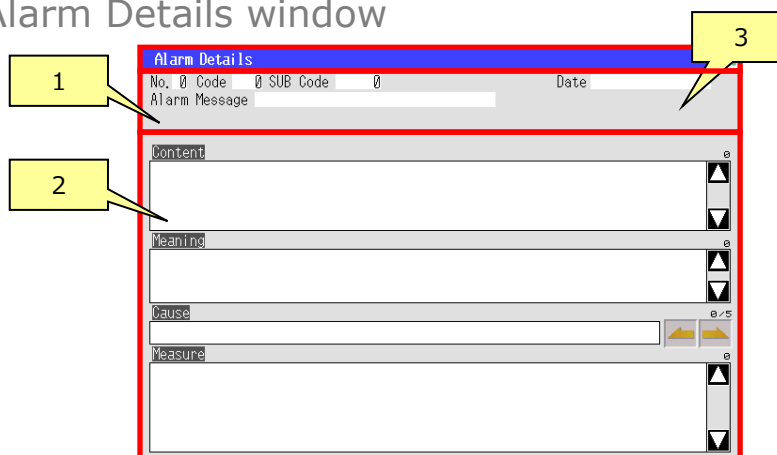 Alarm Details window
3
Alarm Details
1
No. 0 Code 0 SUB Code 0 Date
Alarm Message
Content 0
2
Meaning 0
Cause 0/5
Measure 0